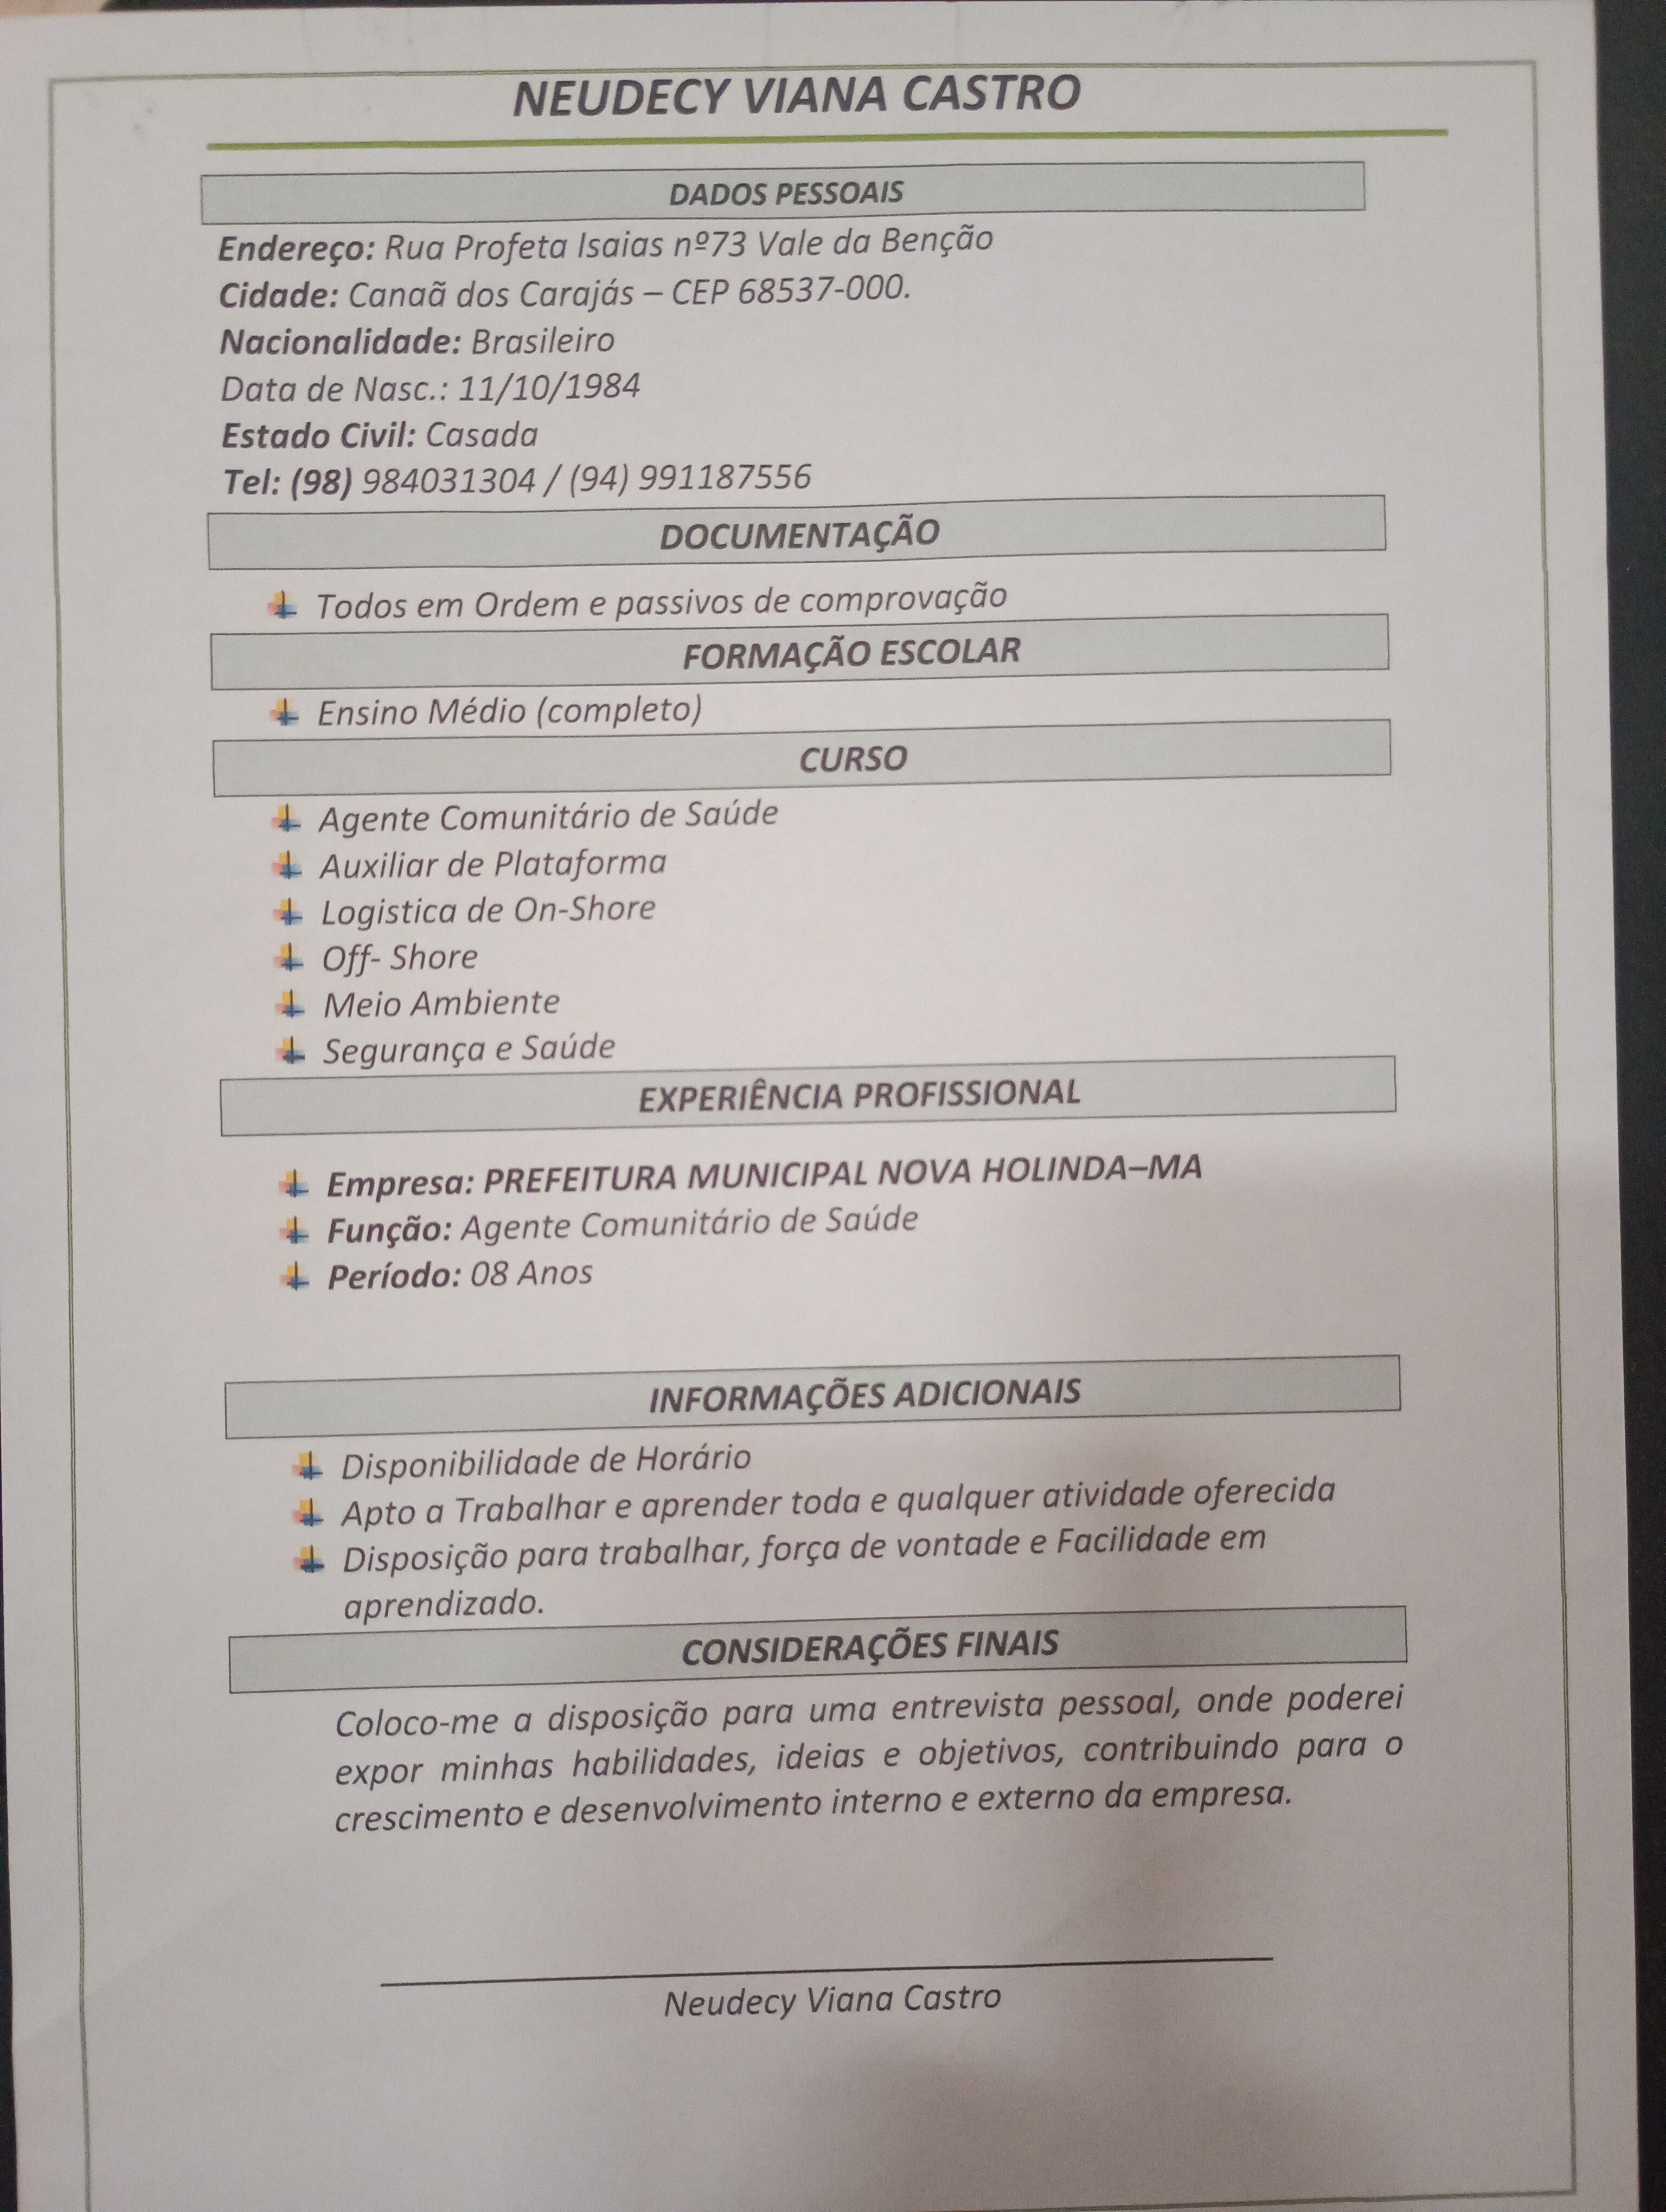 NEUDECY VIANA CASTRO
DADOS PESSOAIS
Endereço: Rua Profeta Isaias nº73 Vale da Benção
Cidade: Canaã dos Carajás – CEP 68537-000.
Nacionalidade: Brasileiro
Data de Nasc.: 11/10/1984
Estado Civil: Casada
Tel: (98) 984031304 / (94) 991187556
DOCUMENTAÇÃO
Todos em Ordem e passivos de comprovação
FORMAÇÃO ESCOLAR
Ensino Médio (completo)
CURSO
Agente Comunitário de Saúde
Auxiliar de Plataforma
Logistica de On-Shore
Off- Shore
Meio Ambiente
Segurança e Saúde
EXPERIÊNCIA PROFISSIONAL
Empresa: PREFEITURA MUNICIPAL NOVA HOLINDA–MA
Função: Agente Comunitário de Saúde
Período: 08 Anos
INFORMAÇÕES ADICIONAIS
Disponibilidade de Horário
Apto a Trabalhar e aprender toda e qualquer atividade oferecida
Disposição para trabalhar, força de vontade e Facilidade em
aprendizado.
CONSIDERAÇÕES FINAIS
Coloco-me a disposição para uma entrevista pessoal, onde poderei
expor minhas habilidades, ideias e objetivos, contribuindo para o
crescimento e desenvolvimento interno e externo da empresa.
Neudecy Viana Castro